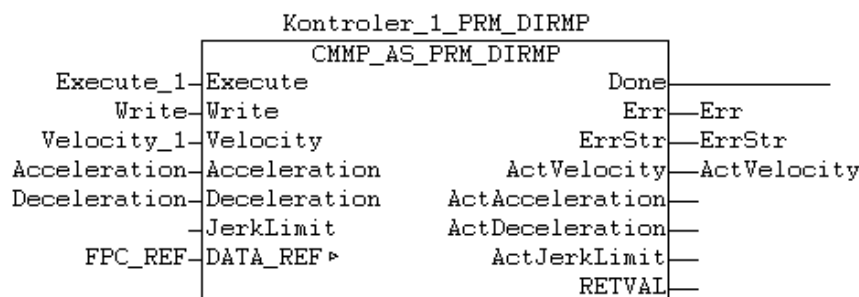 Kontroler_1_PRM_DIRMP
CMMP_AS_PRM_DIRMP
Execute_1 Execute Done
Write Write Err Err
Velocity_1 Velocity ErrStr ErrStr
Acceleration Acceleration ActVelocity ActVelocity
Deceleration Deceleration ActAcceleration
JerkLimit ActDeceleration
FPC_REF DATA_REF ActJerkLimit
RETVAL